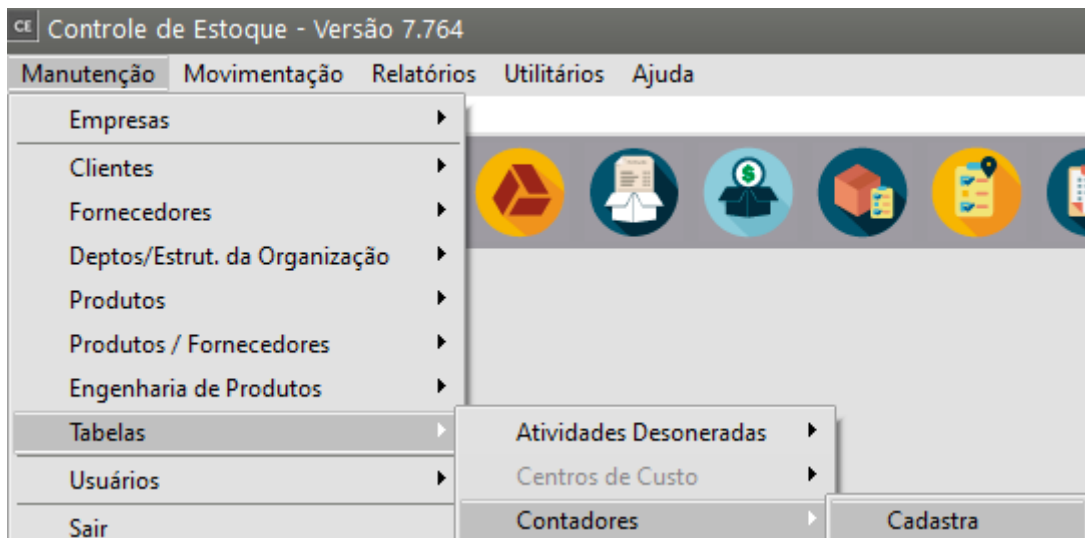 CE Controle de Estoque - Versão 7.764
Manutenção Movimentação Relatórios Utilitários Ajuda
Empresas
Clientes
Fornecedores
Deptos/Estrut. da Organização
Produtos
Produtos / Fornecedores
Engenharia de Produtos
Tabelas Atividades Desoneradas
Usuários Centros de Custo
Sair Contadores Cadastra